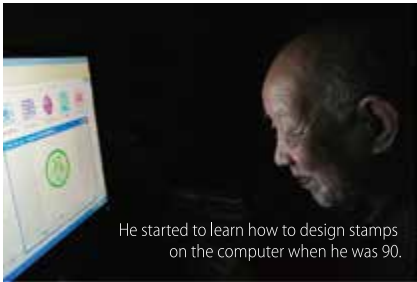 He started to learn how to design stamps
on the computer when he was 90.